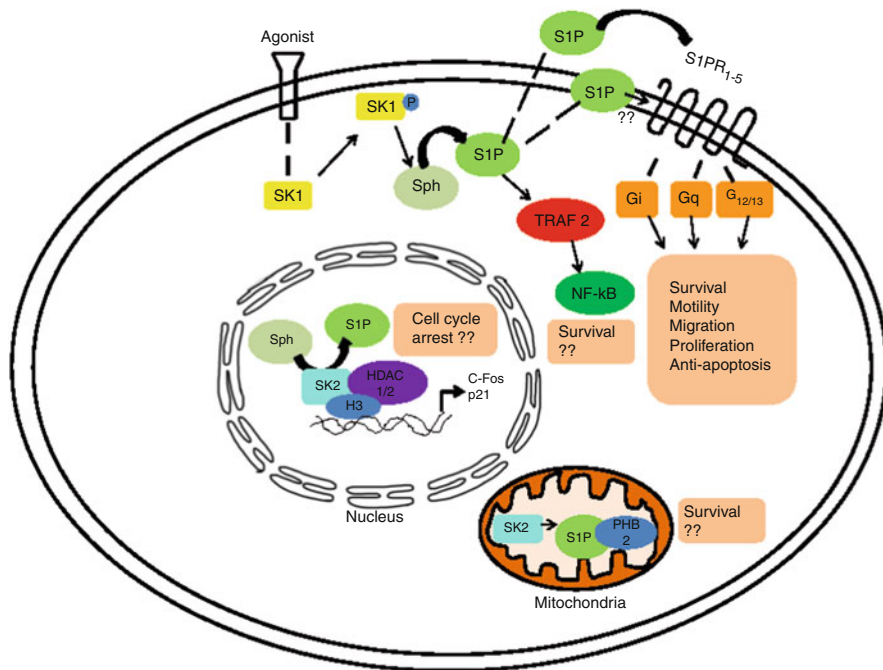 Agonist
S1P
S1PR1-5
S1P
??
SK1
P
SK1
Sph
S1P
TRAF 2
NF-kB
Survival
??
Gi
Gq
G12/13
Survival
Motility
Migration
Proliferation
Anti-apoptosis
Sph
S1P
Cell cycle
arrest ??
SK2
HDAC
1/2
H3
C-Fos
p21
Nucleus
SK2
S1P
PHB
2
Survival
??
Mitochondria